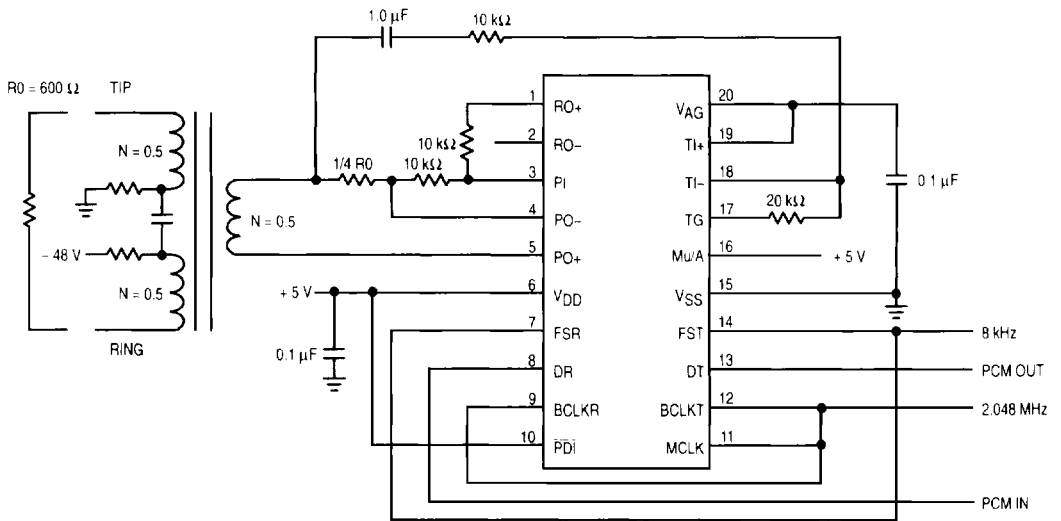 1.0 µF
10 kΩ
R0 = 600 Ω
TIP
N = 0.5
– 48 V
N = 0.5
RING
N = 0.5
1/4 R0
10 kΩ
10 kΩ
+ 5 V
0.1 µF
1 RO+
2 RO–
3 PI
4 PO–
5 PO+
6 VDD
7 FSR
8 DR
9 BCLKR
10 PDI
20 VAG
19 TI+
18 TI–
17 TG
16 Mu/A
15 VSS
14 FST
13 DT
12 BCLKT
11 MCLK
20 kΩ
0.1 µF
+ 5 V
8 kHz
PCM OUT
2.048 MHz
PCM IN